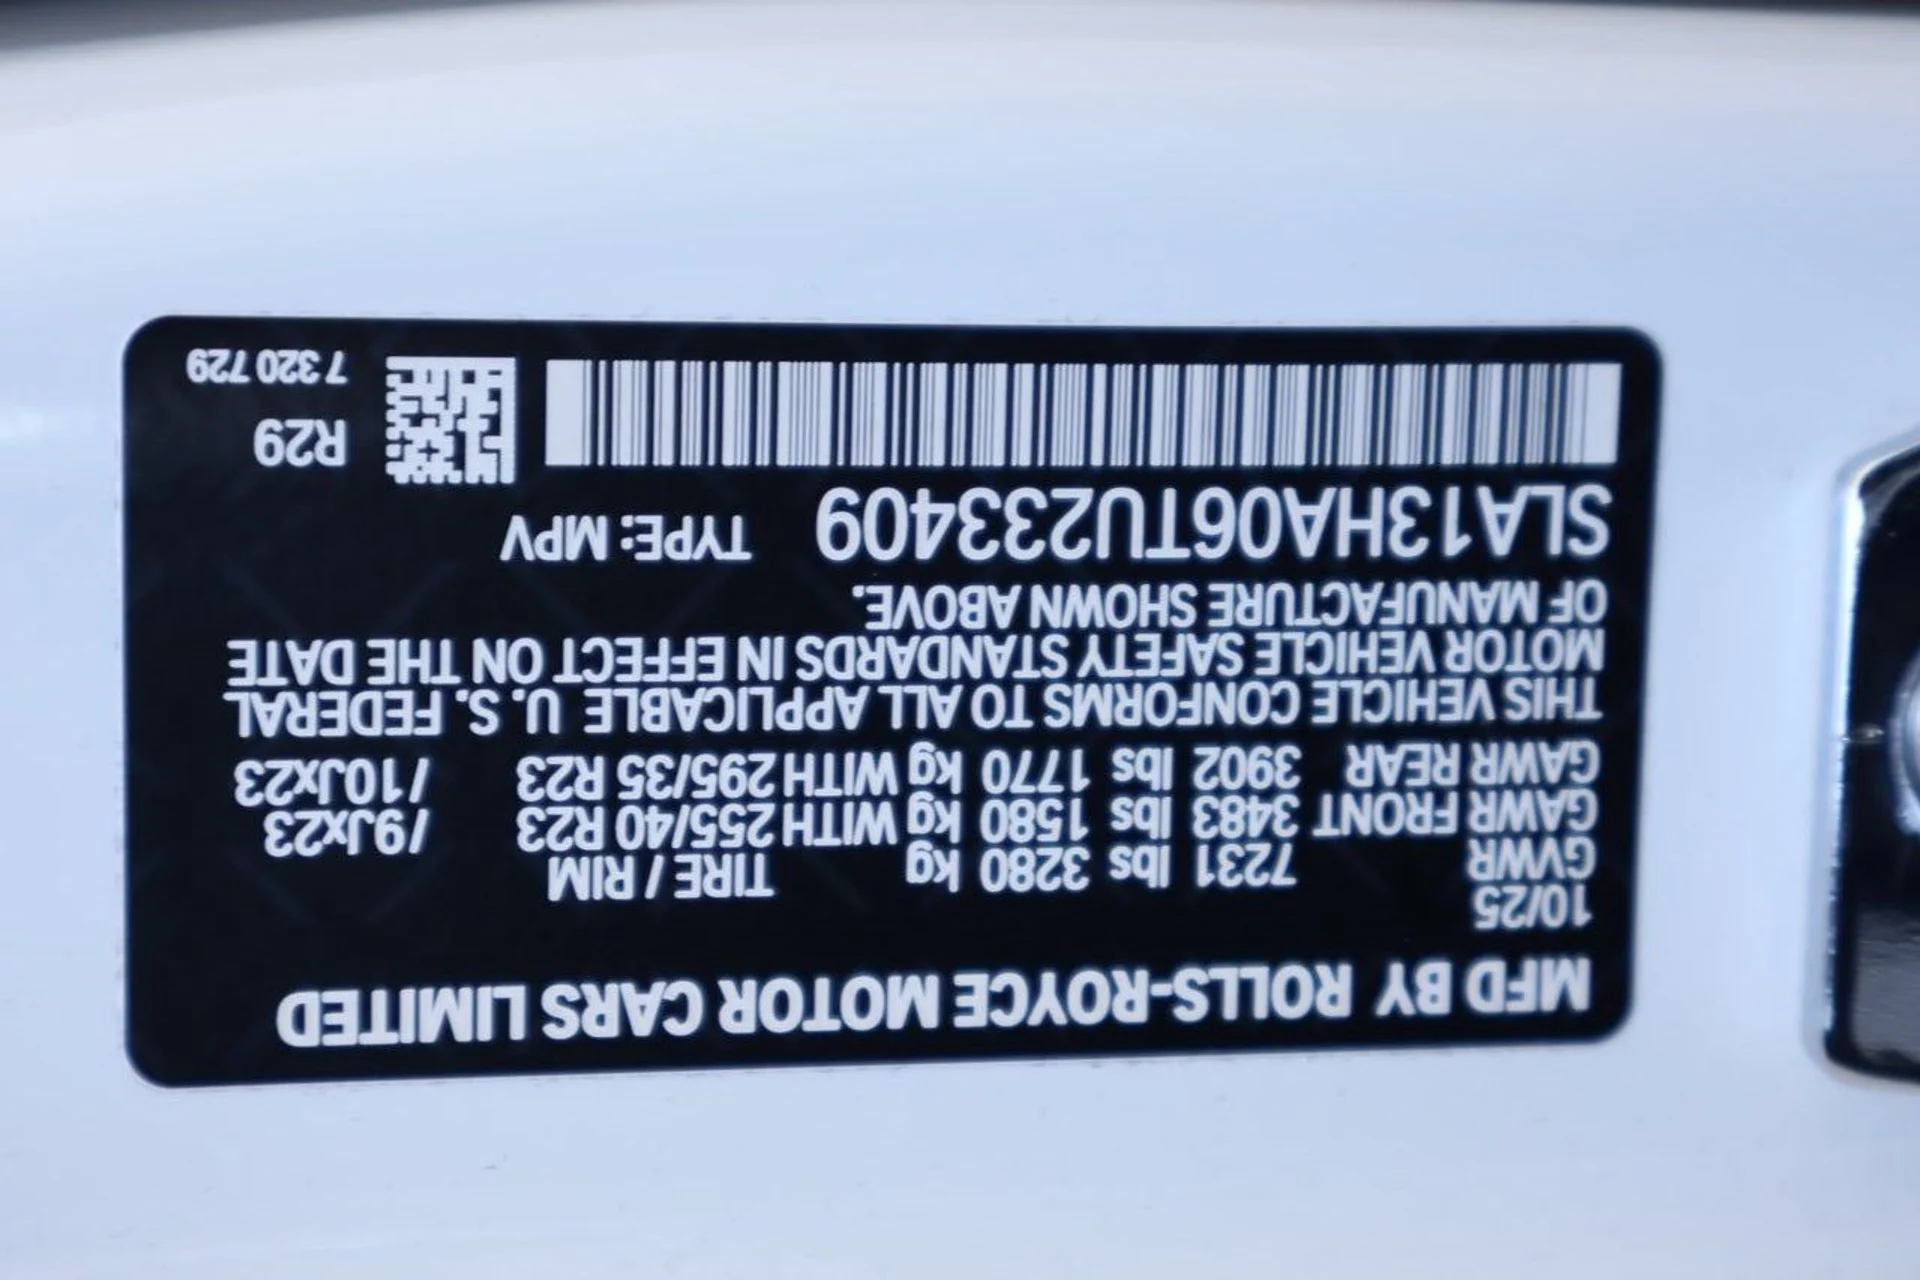 MFD BY ROLLS-ROYCE MOTOR CARS LIMITED
10/25
GVWR 7231 lbs 3280 kg TIRE / RIM
GAWR FRONT 3483 lbs 1580 kg WITH 255/40 R23 /9Jx23
GAWR REAR 3902 lbs 1770 kg WITH 295/35 R23 /10Jx23
THIS VEHICLE CONFORMS TO ALL APPLICABLE U. S. FEDERAL
MOTOR VEHICLE SAFETY STANDARDS IN EFFECT ON THE DATE
OF MANUFACTURE SHOWN ABOVE.
SLA13HA06TU233409 TYPE: MPV
R29
7 320 729